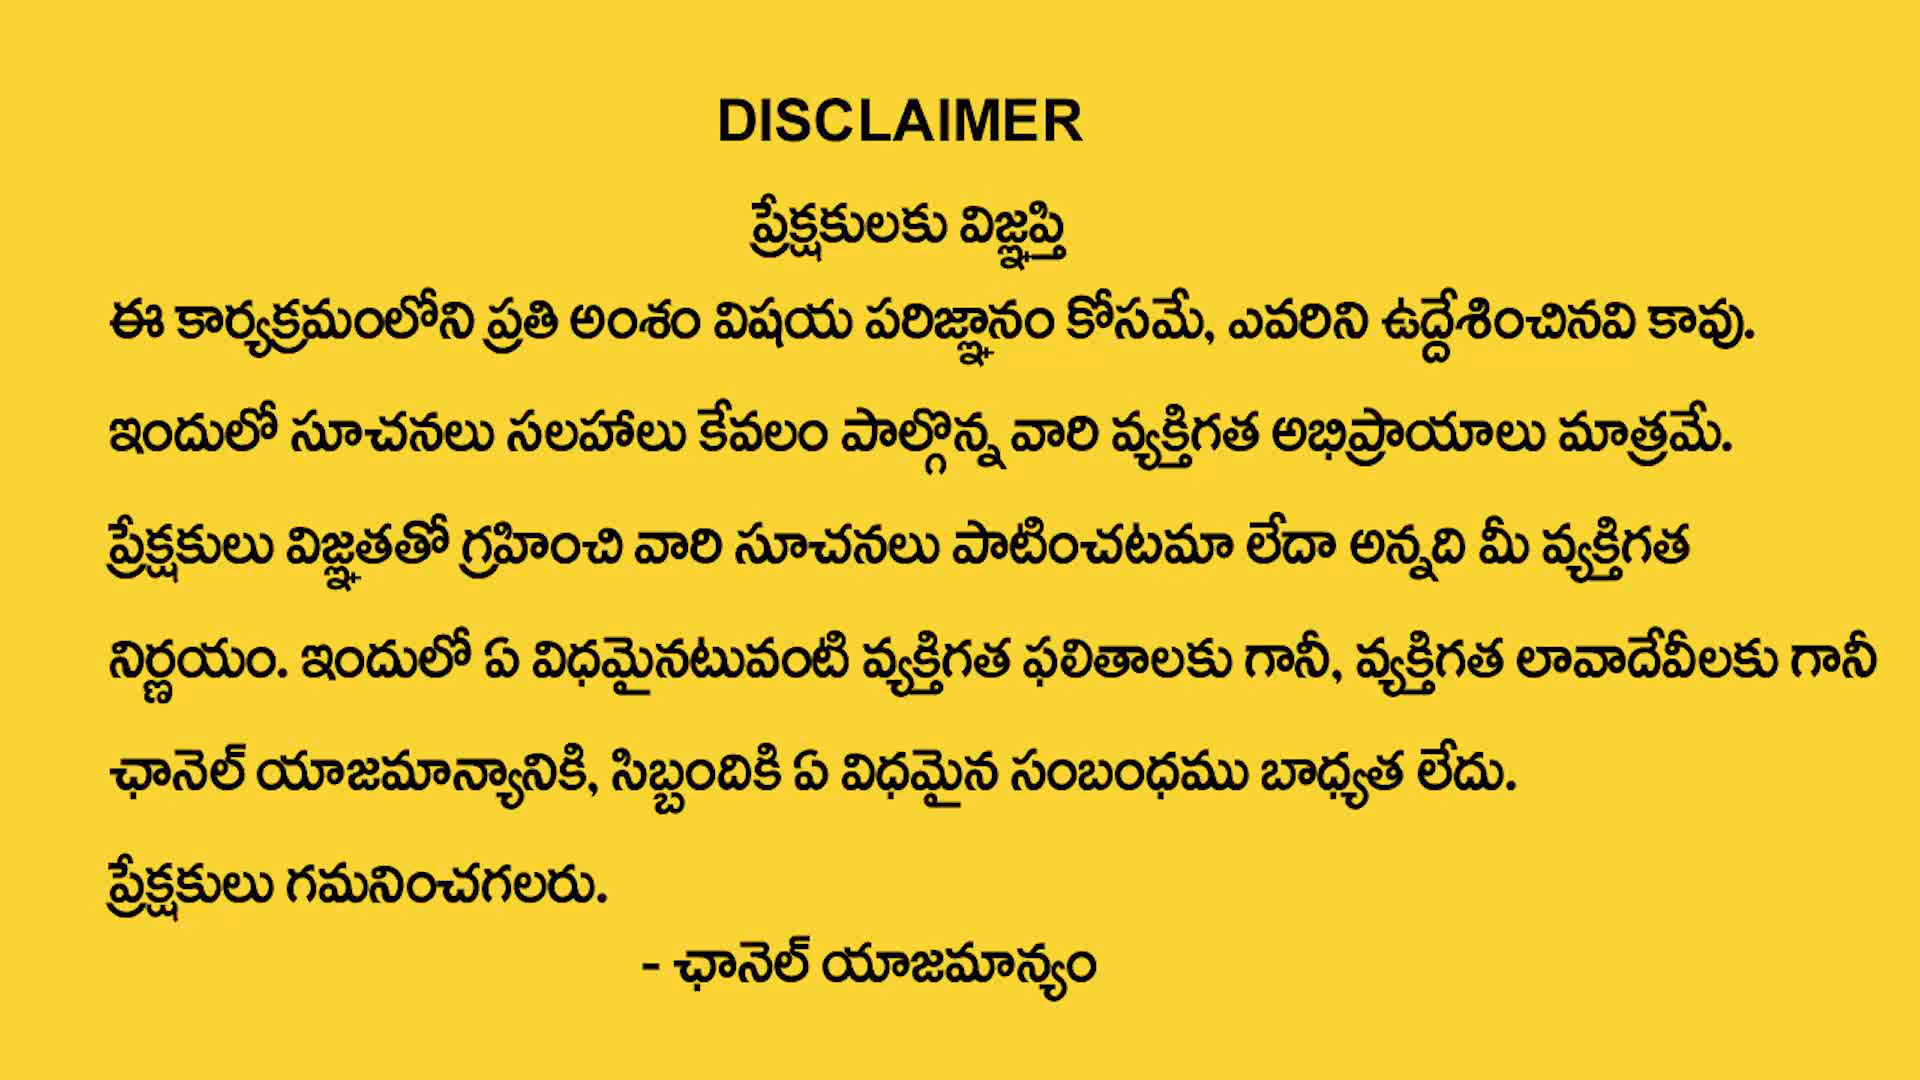 DISCLAIMER
ప్రేక్షకులకు విజ్ఞప్తి
ఈ కార్యక్రమంలోని ప్రతి అంశం విషయ పరిజ్ఞానం కోసమే, ఎవరిని ఉద్దేశించినవి కావు.
ఇందులో సూచనలు సలహాలు కేవలం పాల్గొన్న వారి వ్యక్తిగత అభిప్రాయాలు మాత్రమే.
ప్రేక్షకులు విజ్ఞతతో గ్రహించి వారి సూచనలు పాటించటమా లేదా అన్నది మీ వ్యక్తిగత
నిర్ణయం. ఇందులో ఏ విధమైనటువంటి వ్యక్తిగత ఫలితాలకు గానీ, వ్యక్తిగత లావాదేవీలకు గానీ
ఛానెల్ యాజమాన్యానికి, సిబ్బందికి ఏ విధమైన సంబంధము బాధ్యత లేదు.
ప్రేక్షకులు గమనించగలరు.
- ఛానెల్ యాజమాన్యం